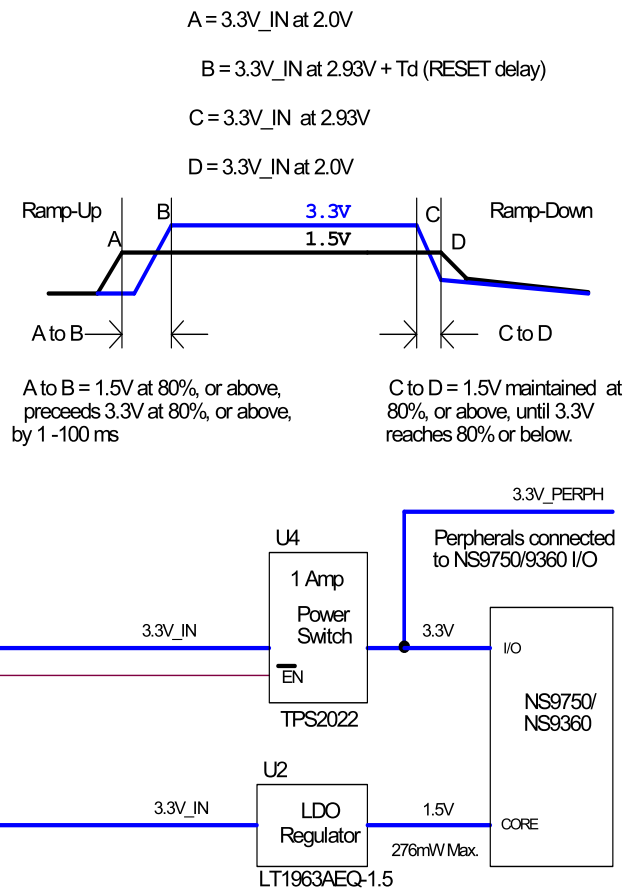 A = 3.3V_IN at 2.0V
B = 3.3V_IN at 2.93V + Td (RESET delay)
C = 3.3V_IN at 2.93V
D = 3.3V_IN at 2.0V
Ramp-Up
B
3.3V
C
Ramp-Down
A
1.5V
D
A to B
C to D
A to B = 1.5V at 80%, or above,
preceeds 3.3V at 80%, or above,
by 1 -100 ms
C to D = 1.5V maintained at
80%, or above, until 3.3V
reaches 80% or below.
3.3V_PERPH
U4
Perpherals connected
to NS9750/9360 I/O
1 Amp
Power
Switch
3.3V_IN
3.3V
I/O
EN
NS9750/
NS9360
TPS2022
U2
3.3V_IN
LDO
Regulator
1.5V
CORE
276mW Max.
LT1963AEQ-1.5